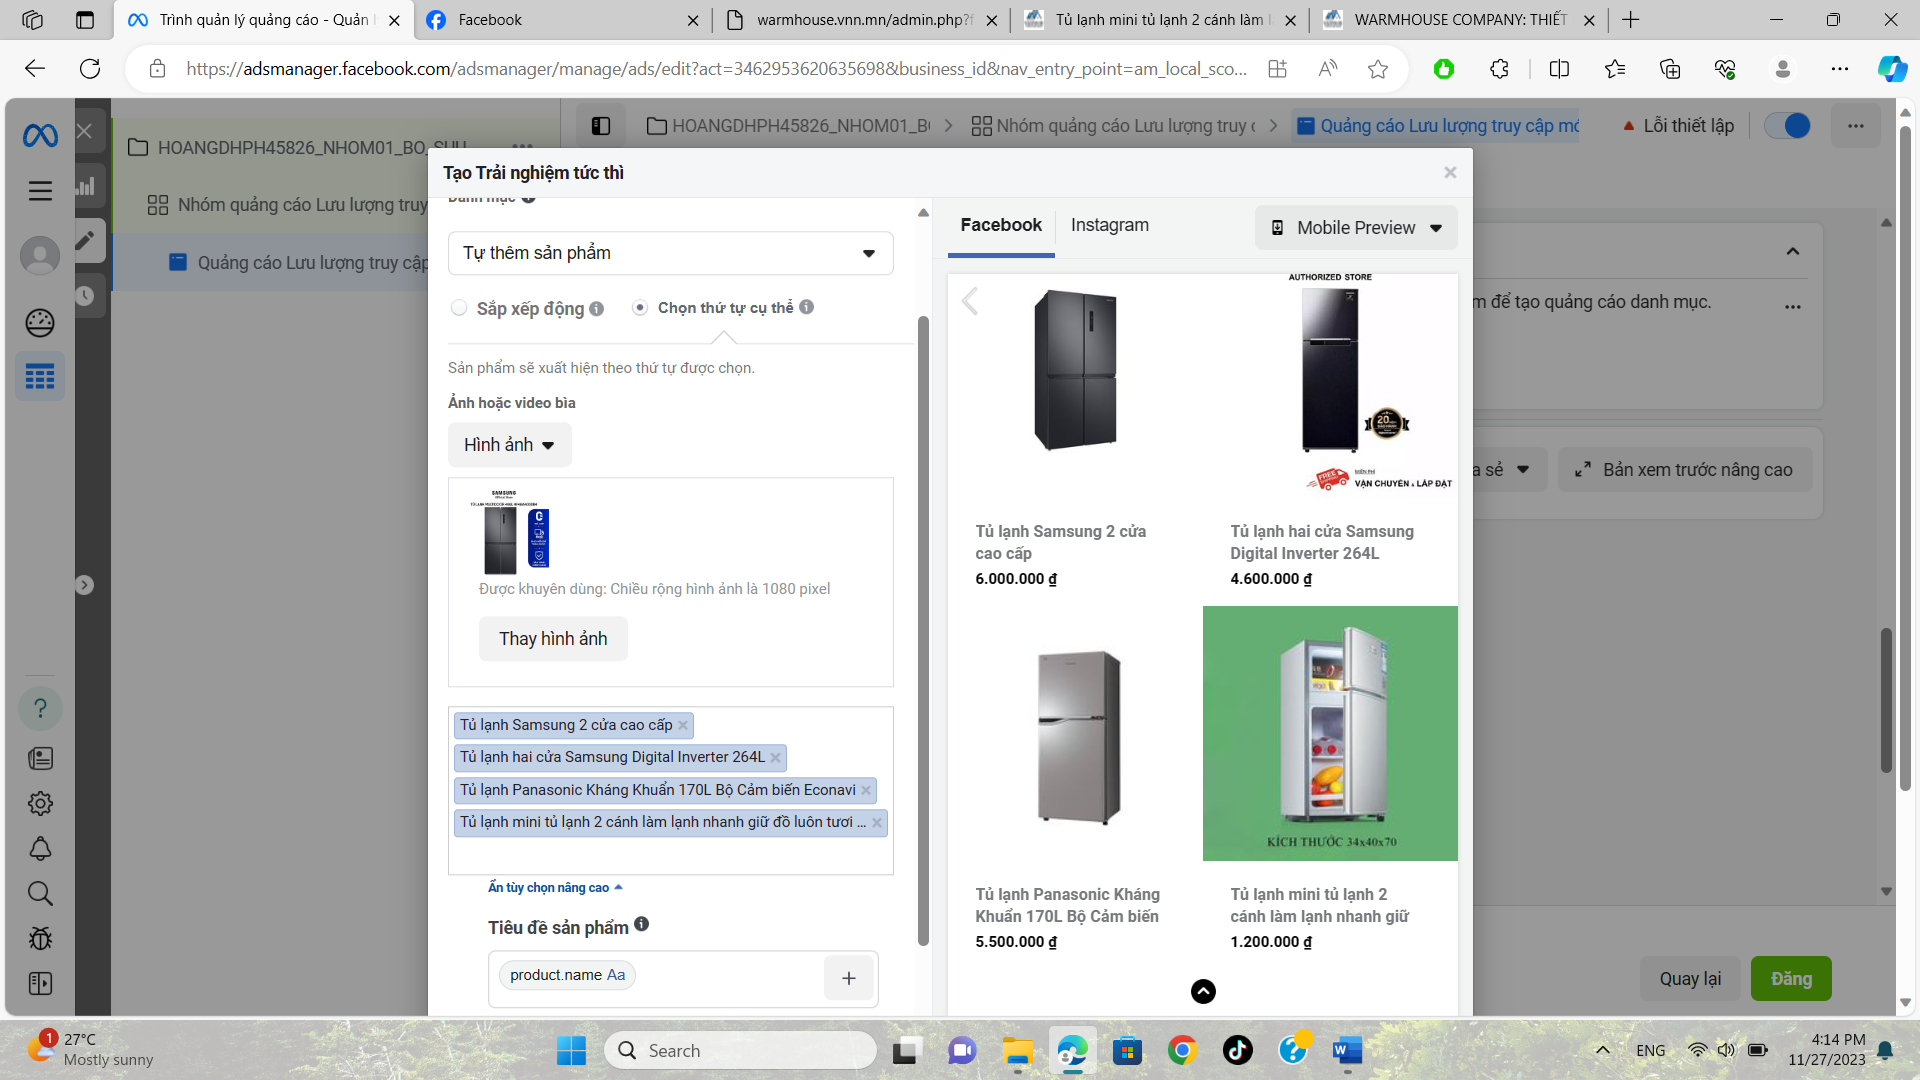 Trình quản lý quảng cáo - Quản l
Facebook
warmhouse.vnn.mn/admin.php?f
Tủ lạnh mini tủ lạnh 2 cánh làm l
WARMHOUSE COMPANY: THIẾT
https://adsmanager.facebook.com/adsmanager/manage/ads/edit?act=3462953620635698&business_id&nav_entry_point=am_local_sco...
HOANGDHPH45826_NHOM01_BO_SUU
HOANGDHPH45826_NHOM01_B
Nhóm quảng cáo Lưu lượng truy c
Quảng cáo Lưu lượng truy cập mớ
Lỗi thiết lập
Nhóm quảng cáo Lưu lượng truy
Quảng cáo Lưu lượng truy cập
Tạo Trải nghiệm tức thì
Danh mục
Tự thêm sản phẩm
Sắp xếp động
Chọn thứ tự cụ thể
Sản phẩm sẽ xuất hiện theo thứ tự được chọn.
Ảnh hoặc video bìa
Hình ảnh
SAMSUNG
Được khuyên dùng: Chiều rộng hình ảnh là 1080 pixel
Thay hình ảnh
Tủ lạnh Samsung 2 cửa cao cấp
Tủ lạnh hai cửa Samsung Digital Inverter 264L
Tủ lạnh Panasonic Kháng Khuẩn 170L Bộ Cảm biến Econavi
Tủ lạnh mini tủ lạnh 2 cánh làm lạnh nhanh giữ đồ luôn tươi ...
Ẩn tùy chọn nâng cao
Tiêu đề sản phẩm
product.name Aa
Facebook
Instagram
Mobile Preview
AUTHORIZED STORE
20
FREE
MIỄN PHÍ
VẬN CHUYỂN & LẮP ĐẶT
Tủ lạnh Samsung 2 cửa
cao cấp
6.000.000 ₫
Tủ lạnh hai cửa Samsung
Digital Inverter 264L
4.600.000 ₫
KÍCH THƯỚC 34x40x70
Tủ lạnh Panasonic Kháng
Khuẩn 170L Bộ Cảm biến
5.500.000 ₫
Tủ lạnh mini tủ lạnh 2
cánh làm lạnh nhanh giữ
1.200.000 ₫
m để tạo quảng cáo danh mục.
a sẻ
Bản xem trước nâng cao
Quay lại
Đăng
1
27°C
Mostly sunny
Search
ENG
4:14 PM
11/27/2023